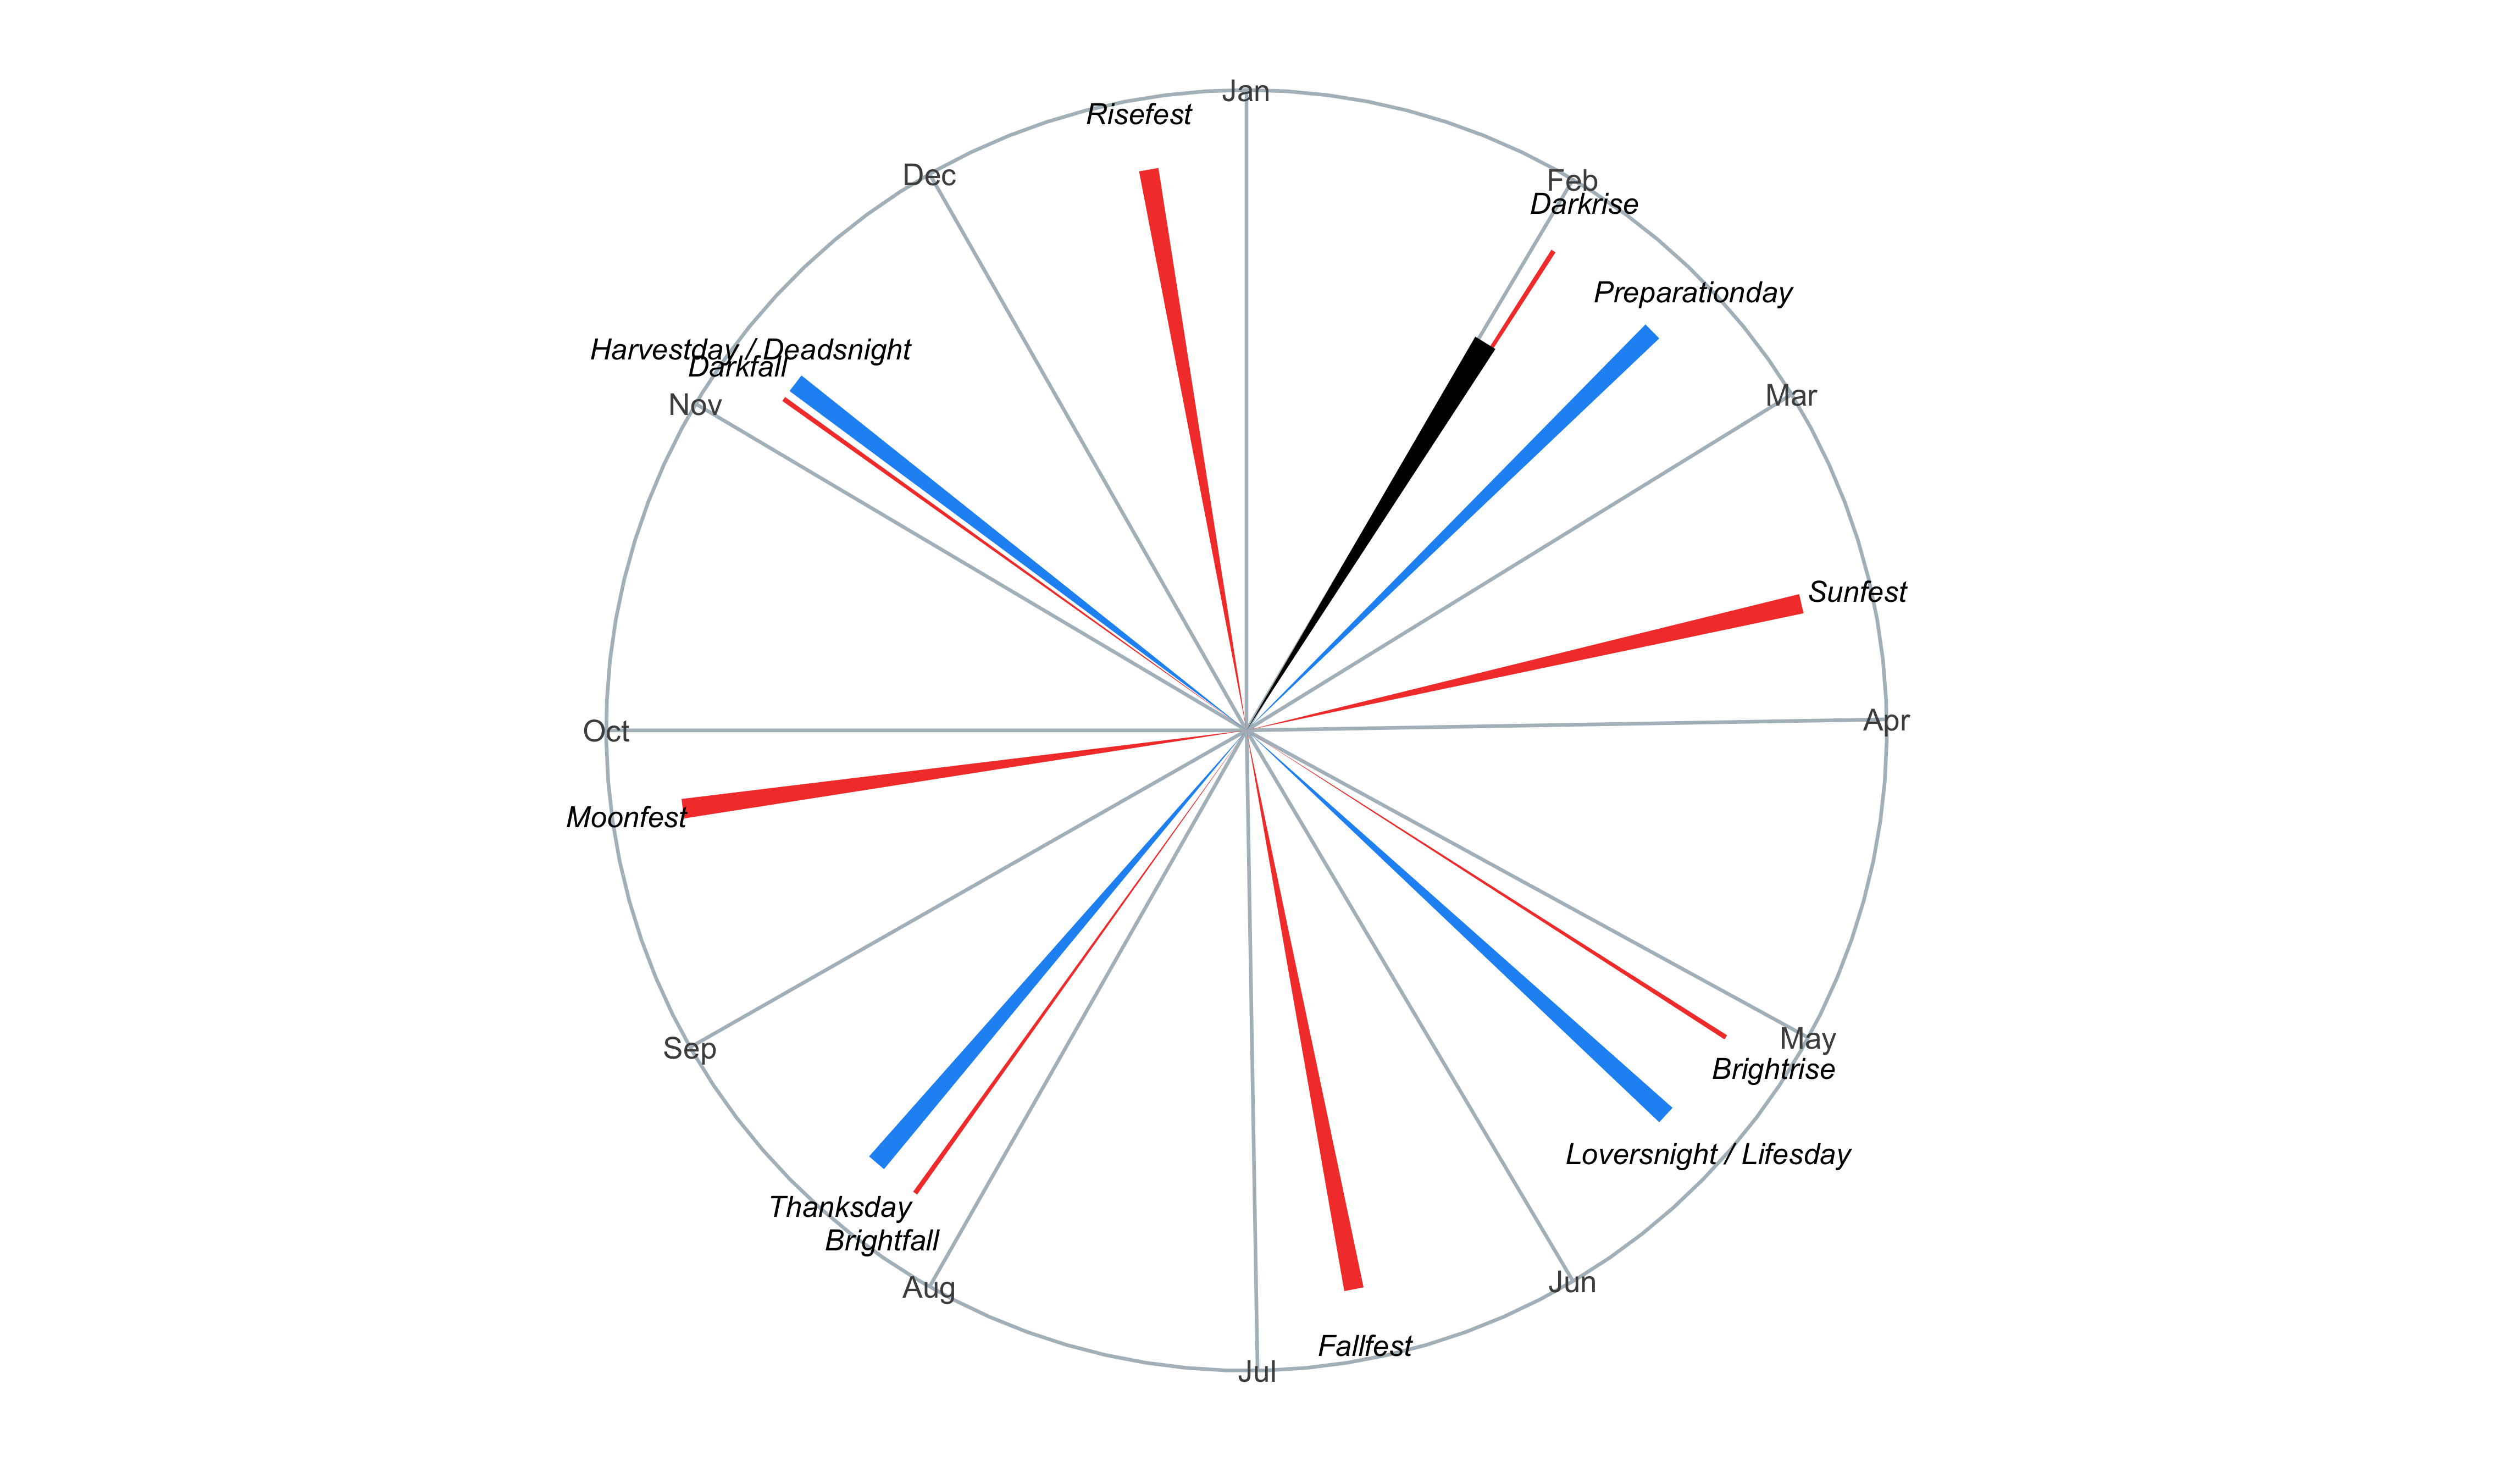 Jan
Risefest
Dec
Feb
Darkrise
Preparationday
Harvestday / Deadsnight
Darkfall
Nov
Mar
Sunfest
Apr
Oct
Moonfest
May
Sep
Brightrise
Loversnight / Lifesday
Thanksday
Brightfall
Jun
Aug
Fallfest
Jul